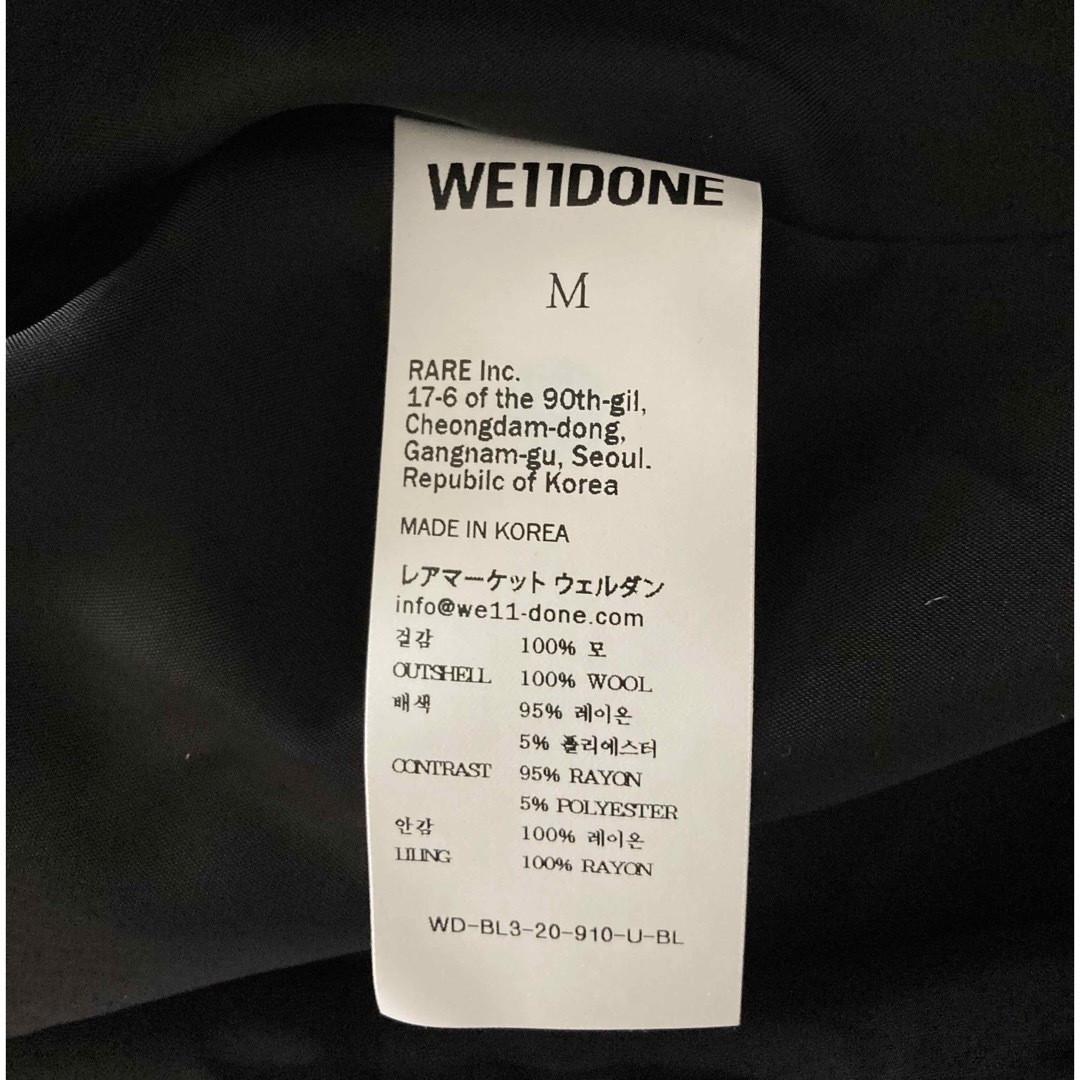 WE11DONE
M
RARE Inc.
17-6 of the 90th-gil,
Cheongdam-dong,
Gangnam-gu, Seoul.
Repubilc of Korea
MADE IN KOREA
レアマーケット ウェルダン
info@we11-done.com
겉감 100% 모
OUTSHELL 100% WOOL
배색 95% 레이온
5% 폴리에스터
CONTRAST 95% RAYON
5% POLYESTER
안감 100% 레이온
LILING 100% RAYON
WD-BL3-20-910-U-BL